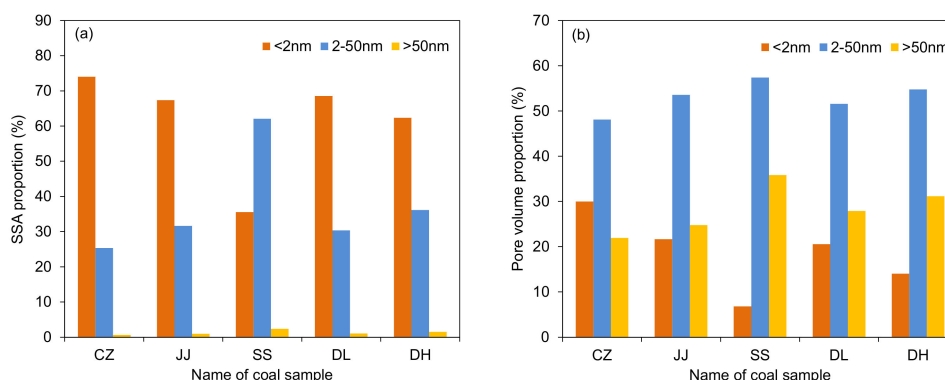 (a)
<2nm 2-50nm >50nm
SSA proportion (%)
90
80
70
60
50
40
30
20
10
0
CZ JJ SS DL DH
Name of coal sample
(b)
<2nm 2-50nm >50nm
Pore volume proportion (%)
70
60
50
40
30
20
10
0
CZ JJ SS DL DH
Name of coal sample